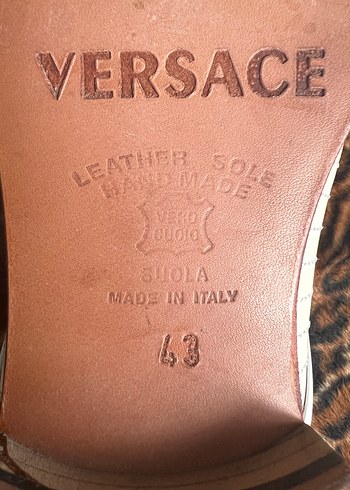 VERSACE
LEATHER SOLE
HAND MADE
VERO
CUOIO
SUOLA
MADE IN ITALY
43